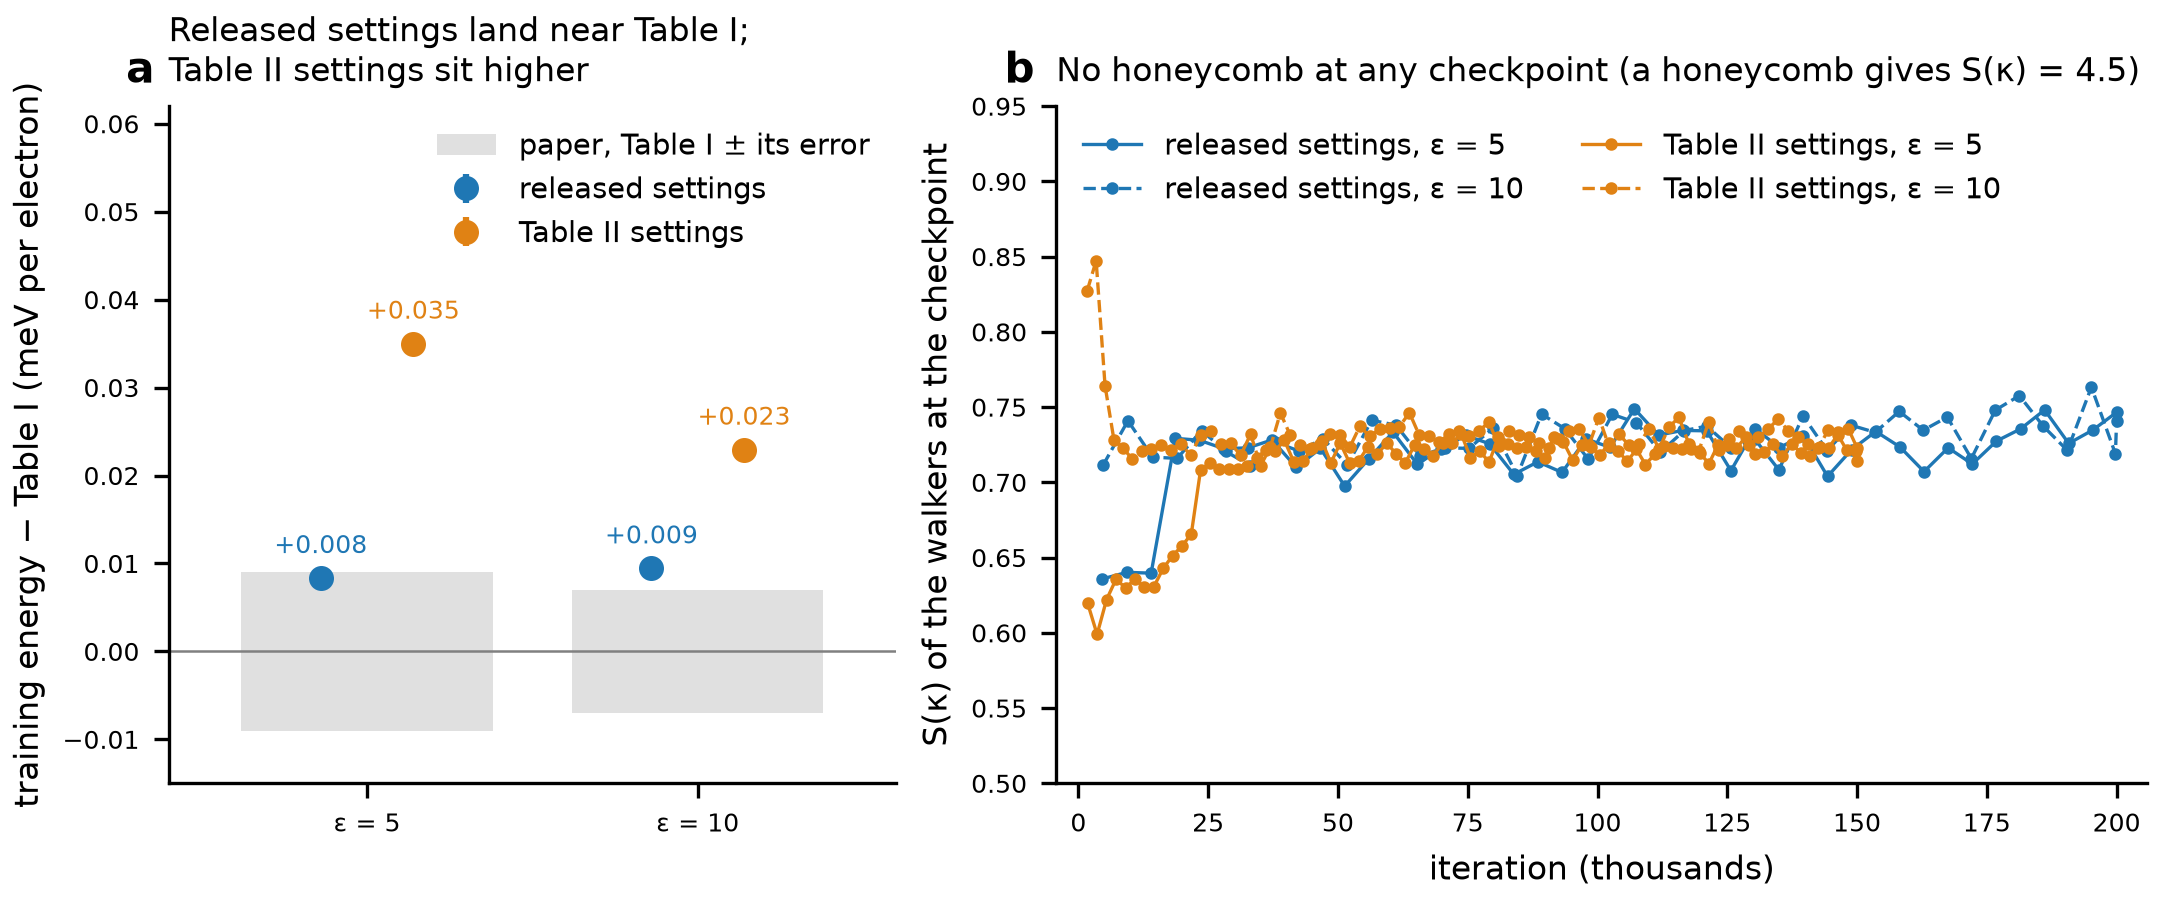 Released settings land near Table I;
a Table II settings sit higher
training energy − Table I (meV per electron)
0.06
0.05
0.04
0.03
0.02
0.01
0.00
−0.01
paper, Table I ± its error
released settings
Table II settings
+0.035
+0.023
+0.008
+0.009
ε = 5
ε = 10
b No honeycomb at any checkpoint (a honeycomb gives S(κ) = 4.5)
S(κ) of the walkers at the checkpoint
0.95
0.90
0.85
0.80
0.75
0.70
0.65
0.60
0.55
0.50
released settings, ε = 5
released settings, ε = 10
Table II settings, ε = 5
Table II settings, ε = 10
0
25
50
75
100
125
150
175
200
iteration (thousands)